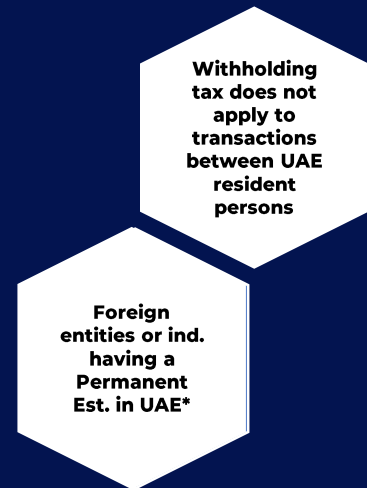 Withholding
tax does not
apply to
transactions
between UAE
resident
persons
Foreign
entities or ind.
having a
Permanent
Est. in UAE*